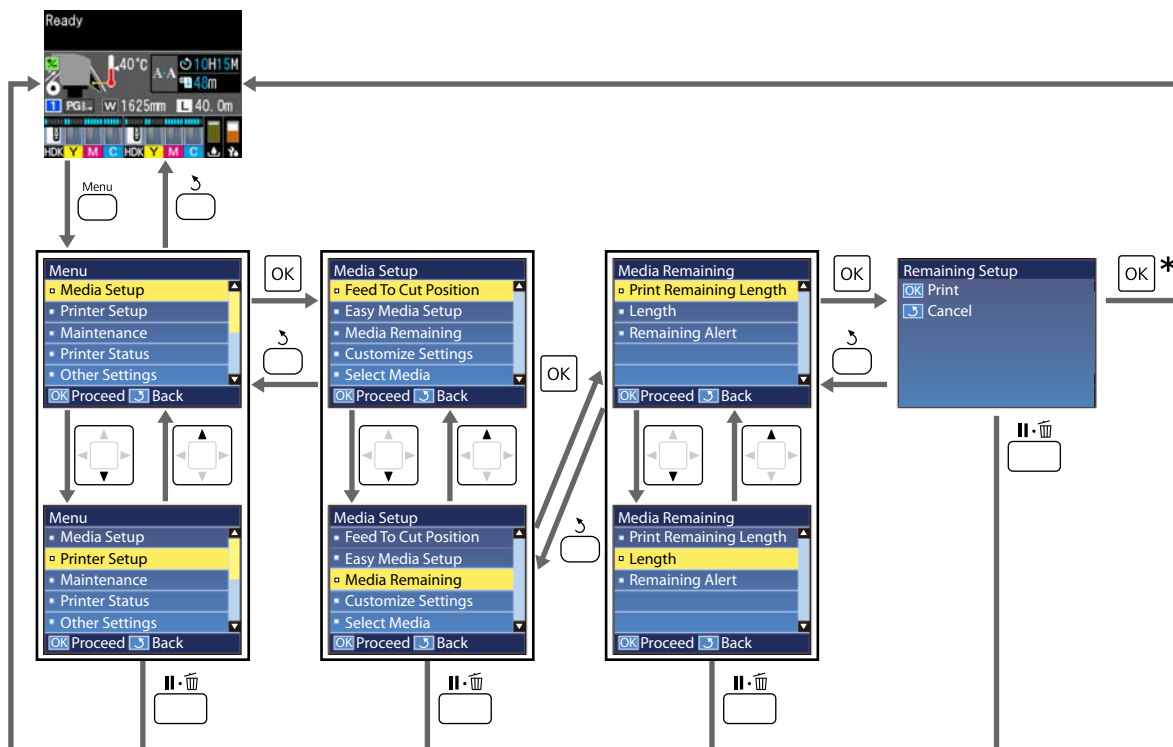 Ready
40°C
A A
10H15M
48m
1 PG W 1625mm L 40.0m
HDK Y M C HDK Y M C
Menu
Menu
Media Setup
Printer Setup
Maintenance
Printer Status
Other Settings
OK Proceed Back
OK
Media Setup
Feed To Cut Position
Easy Media Setup
Media Remaining
Customize Settings
Select Media
OK Proceed Back
OK
Media Remaining
Print Remaining Length
Length
Remaining Alert
OK Proceed Back
OK
Remaining Setup
OK Print
Cancel
OK *
Menu
Media Setup
Printer Setup
Maintenance
Printer Status
Other Settings
OK Proceed Back
Media Setup
Feed To Cut Position
Easy Media Setup
Media Remaining
Customize Settings
Select Media
OK Proceed Back
Media Remaining
Print Remaining Length
Length
Remaining Alert
OK Proceed Back